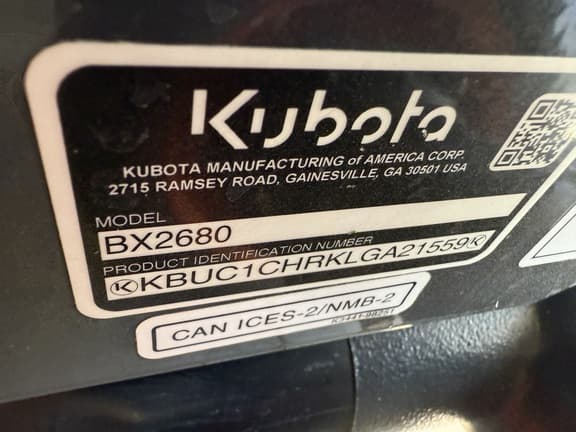 Kubota
KUBOTA MANUFACTURING of AMERICA CORP.
2715 RAMSEY ROAD, GAINESVILLE, GA 30501 USA
MODEL
BX2680
PRODUCT IDENTIFICATION NUMBER
KBUC1CHRKLGA21559
CAN ICES-2/NMB-2